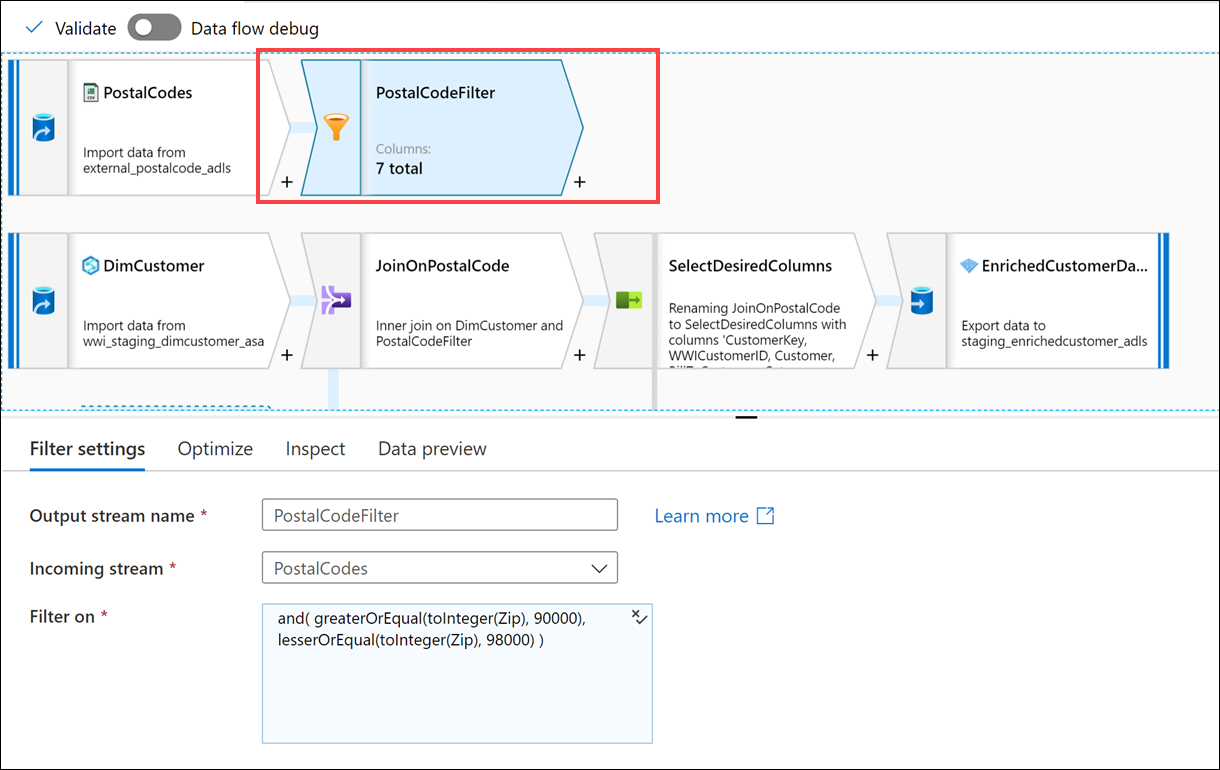 Validate
Data flow debug
PostalCodes
Import data from
external_postalcode_adls
+
PostalCodeFilter
Columns:
7 total
+
DimCustomer
Import data from
wwi_staging_dimcustomer_asa
+
JoinOnPostalCode
Inner join on DimCustomer and
PostalCodeFilter
+
SelectDesiredColumns
Renaming JoinOnPostalCode
to SelectDesiredColumns with
columns 'CustomerKey,
WWICustomerID, Customer,
+
EnrichedCustomerDa...
Export data to
staging_enrichedcustomer_adls
Filter settings
Optimize
Inspect
Data preview
Output stream name *
PostalCodeFilter
Learn more
Incoming stream *
PostalCodes
Filter on *
and( greaterOrEqual(toInteger(Zip), 90000),
lesserOrEqual(toInteger(Zip), 98000) )